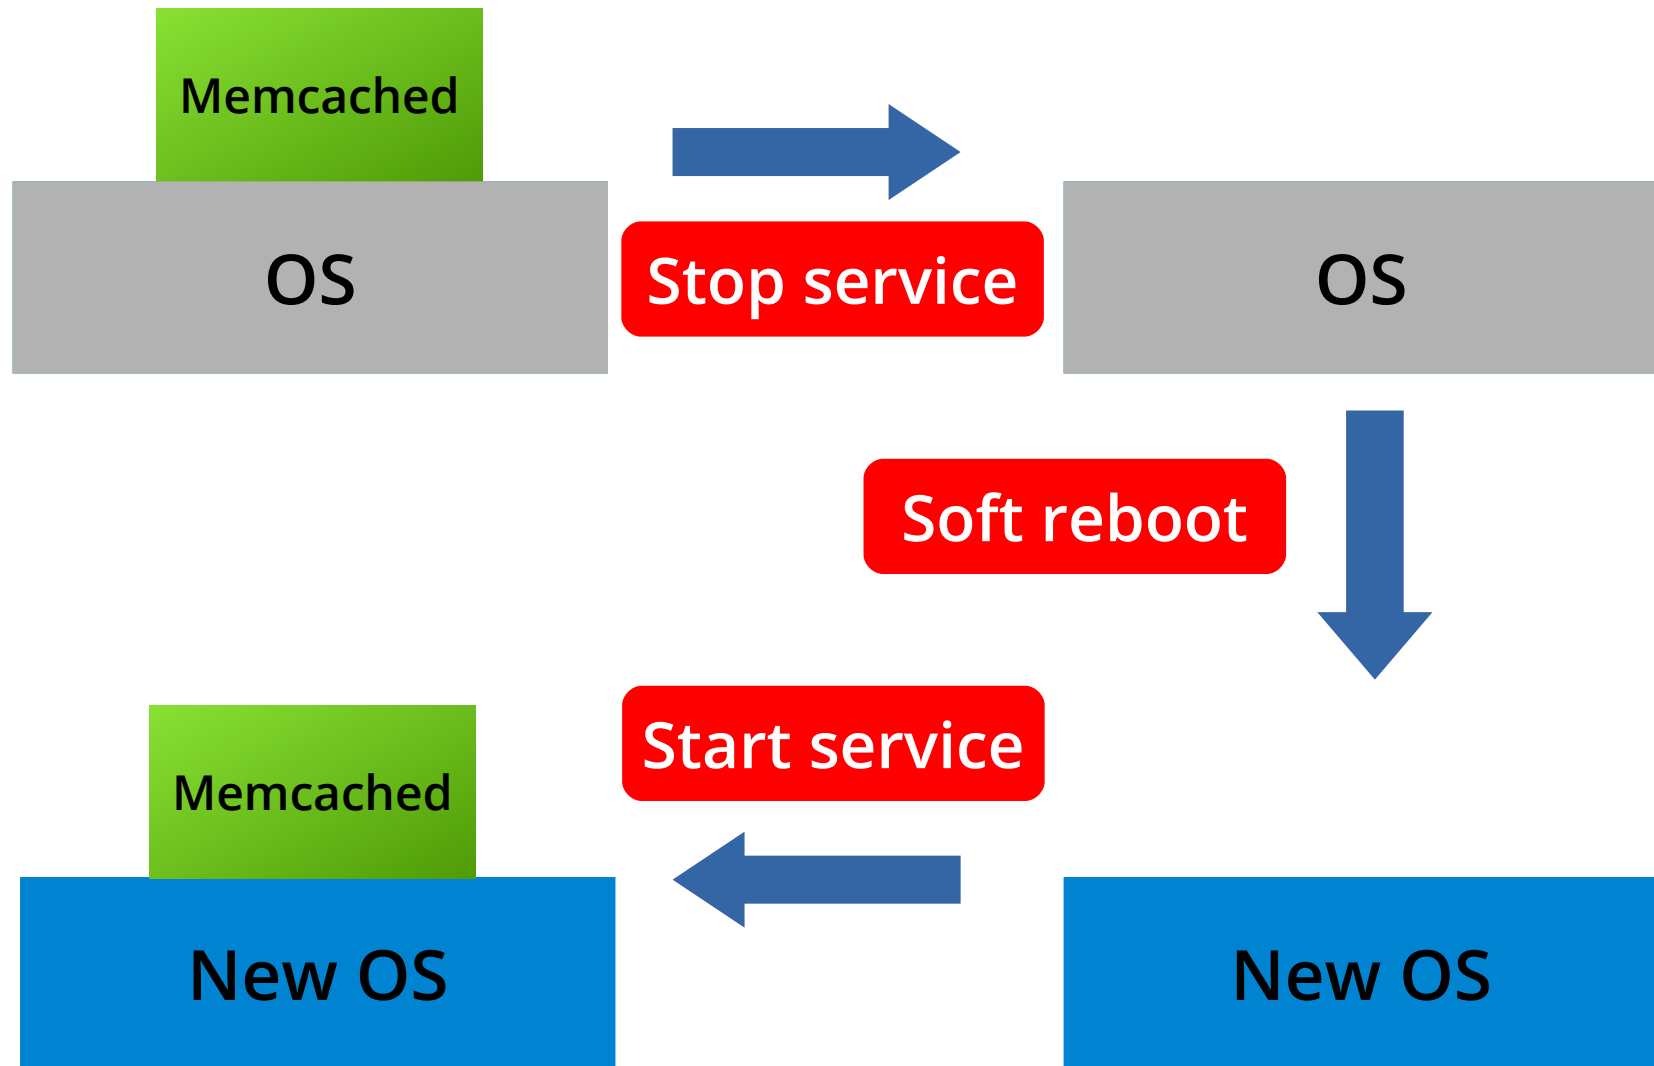 Memcached
OS
Stop service
OS
Soft reboot
Start service
Memcached
New OS
New OS